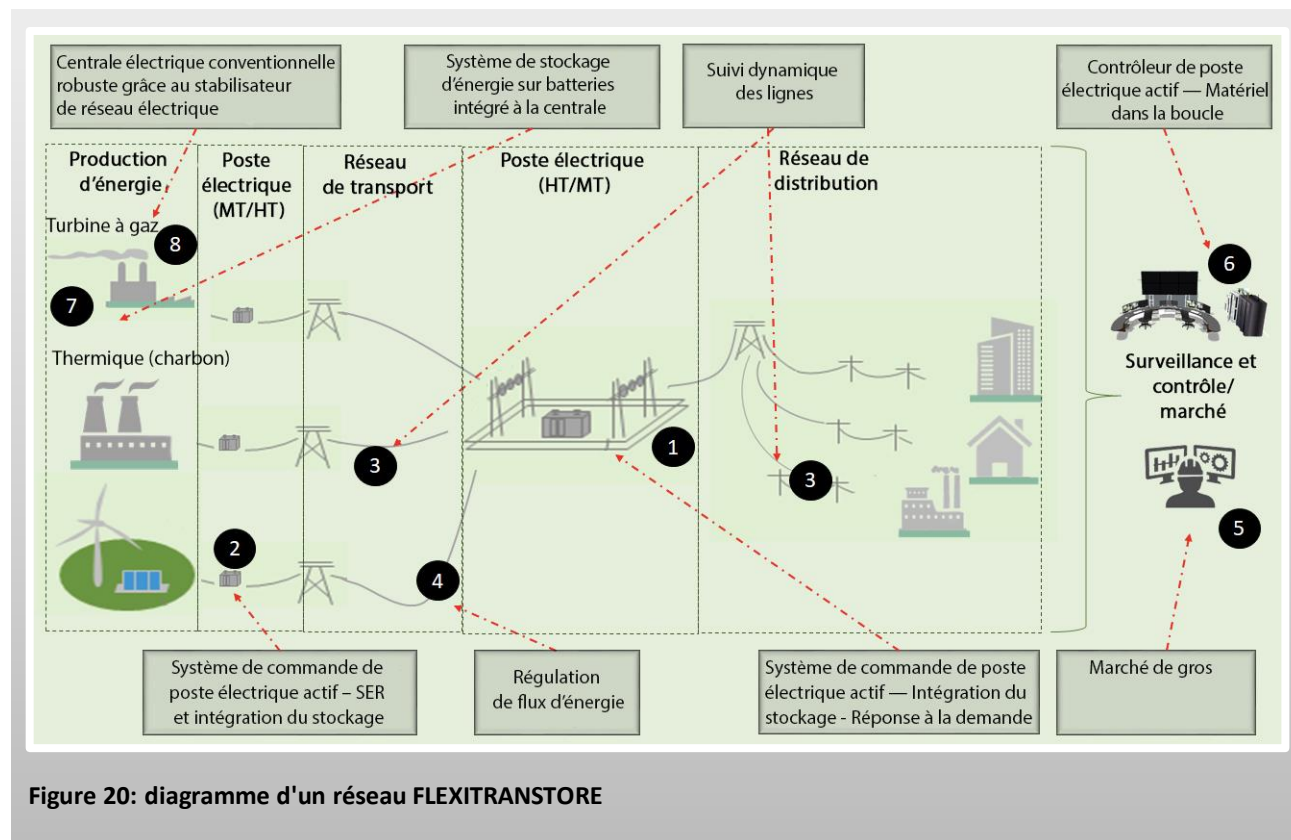 Centrale électrique conventionnelle
robuste grâce au stabilisateur
de réseau électrique
Système de stockage
d'énergie sur batteries
intégré à la centrale
Suivi dynamique
des lignes
Contrôleur de poste
électrique actif — Matériel
dans la boucle
Production
d'énergie
Poste
électrique
(MT/HT)
Réseau
de transport
Poste électrique
(HT/MT)
Réseau de
distribution
Turbine à gaz
8
7
Thermique (charbon)
3
1
3
2
4
6
Surveillance et
contrôle/
marché
5
Système de commande de
poste électrique actif – SER
et intégration du stockage
Régulation
de flux d'énergie
Système de commande de poste
électrique actif — Intégration du
stockage - Réponse à la demande
Marché de gros
Figure 20: diagramme d'un réseau FLEXITRANSTORE